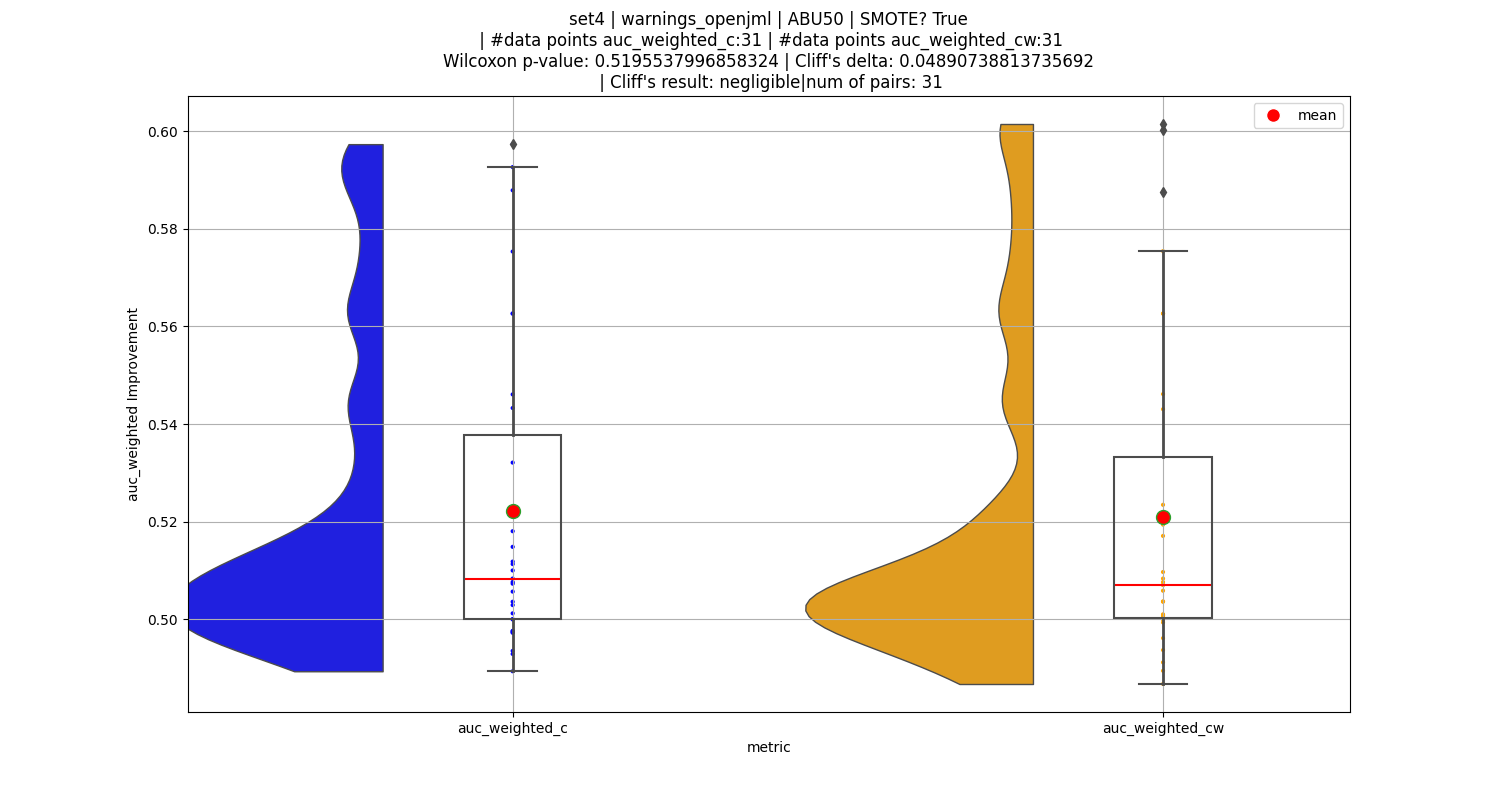 set4 | warnings_openjml | ABU50 | SMOTE? True
| #data points auc_weighted_c:31 | #data points auc_weighted_cw:31
Wilcoxon p-value: 0.5195537996858324 | Cliff's delta: 0.04890738813735692
| Cliff's result: negligible|num of pairs: 31
mean
0.60
0.58
0.56
0.54
0.52
0.50
auc_weighted Improvement
auc_weighted_c
auc_weighted_cw
metric